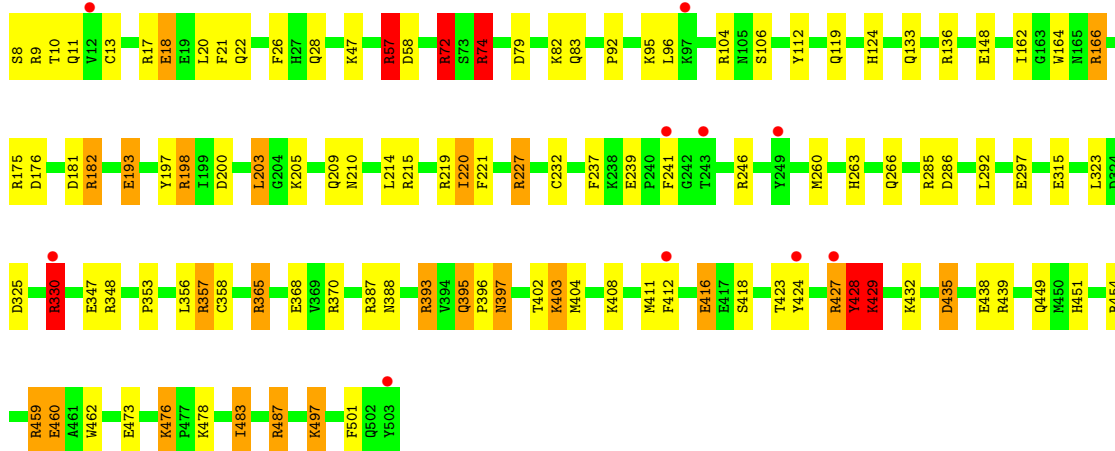 S8 R9 T10 Q11 V12 C13 R17 E18 E19 L20 F21 Q22 F26 H27 Q28 K47 R57 D58 R72 S73 R74 D79 K82 Q83 P92 K95 L96 K97 R104 N105 S106 Y112 Q119 H124 Q133 R136 E148 I162 G163 W164 N165 R166
R175 D176 D181 R182 E193 Y197 R198 I199 D200 L203 G204 K205 Q209 N210 L214 R215 R219 I220 F221 R227 C232 F237 K238 E239 P240 F241 G242 T243 R246 Y249 M260 H263 Q266 R285 D286 L292 E297 E315 L323 D324
D325 R330 E347 R348 P353 L356 R357 C358 R365 E368 V369 R370 R387 N388 R393 V394 Q395 P396 N397 T402 K403 M404 K408 M411 F412 E416 E417 S418 T423 Y424 R427 Y428 K429 K432 D435 E438 R439 Q449 M450 H451
R459 E460 A461 W462 E473 K476 P477 K478 I483 R487 K497 F501 Q502 Y503